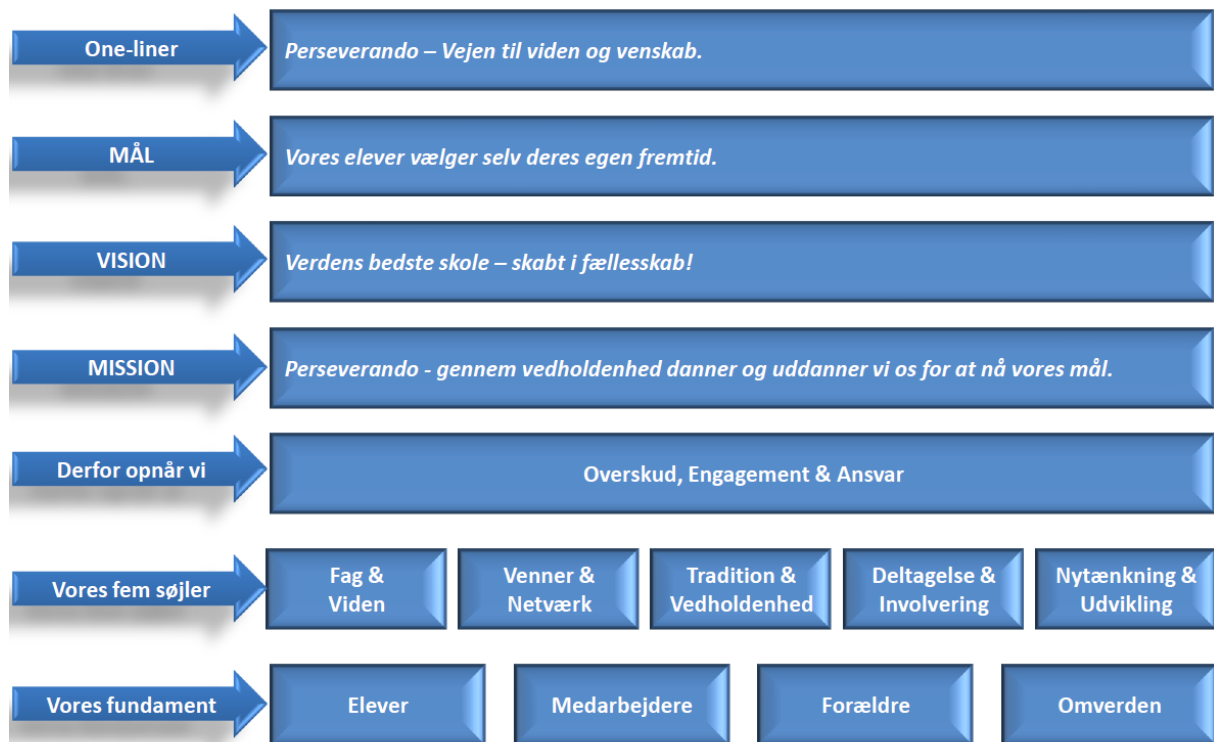 One-liner
Perseverando – Vejen til viden og venskab.
MÅL
Vores elever vælger selv deres egen fremtid.
VISION
Verdens bedste skole – skabt i fællesskab!
MISSION
Perseverando - gennem vedholdenhed danner og uddanner vi os for at nå vores mål.
Derfor opnår vi
Overskud, Engagement & Ansvar
Vores fem søjler
Fag &
Viden
Venner &
Netværk
Tradition &
Vedholdenhed
Deltagelse &
Involvering
Nytænkning &
Udvikling
Vores fundament
Elever
Medarbejdere
Forældre
Omverden